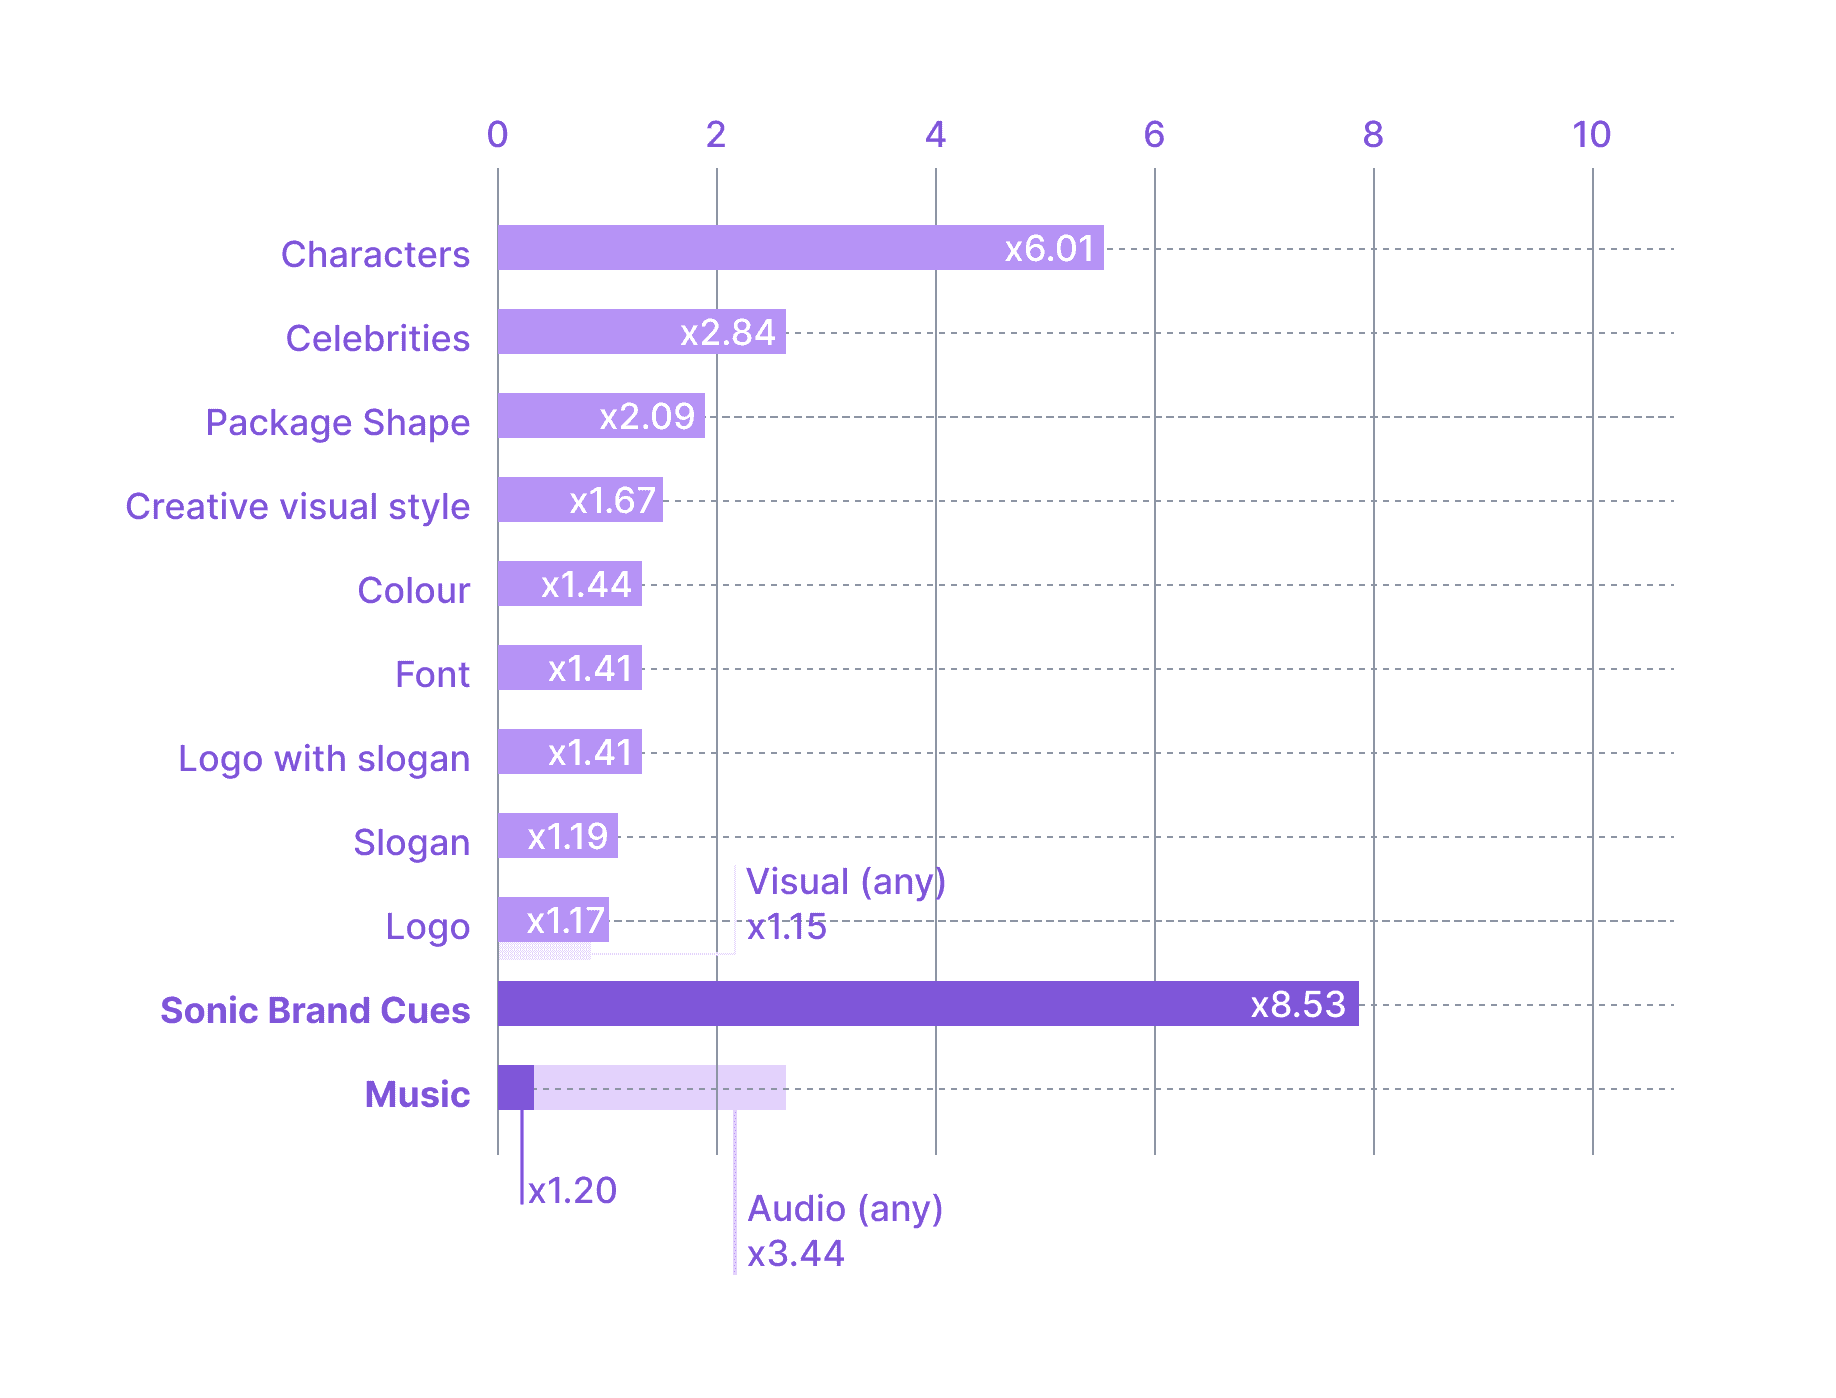 0 2 4 6 8 10
Characters x6.01
Celebrities x2.84
Package Shape x2.09
Creative visual style x1.67
Colour x1.44
Font x1.41
Logo with slogan x1.41
Slogan x1.19
Visual (any)
Logo x1.17 x1.15
Sonic Brand Cues x8.53
Music
x1.20
Audio (any)
x3.44